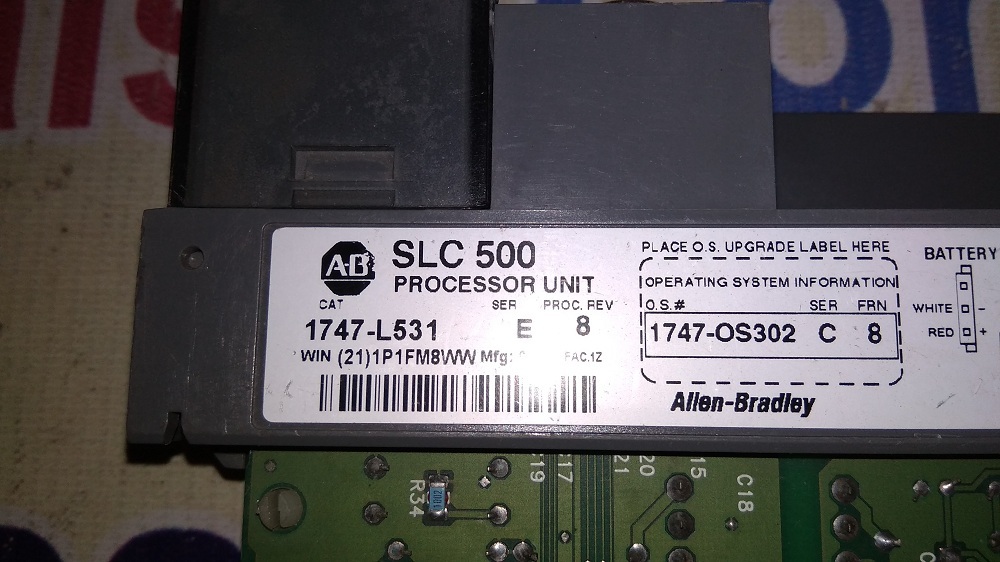 AB
SLC 500
PROCESSOR UNIT
CAT SER PROC. REV
1747-L531 E 8
WIN (21)1P1FM8WW Mfg: FAC.1Z
PLACE O.S. UPGRADE LABEL HERE
OPERATING SYSTEM INFORMATION
O.S.# SER FRN
1747-OS302 C 8
Allen-Bradley
BATTERY
WHITE -
RED +
R34
C18